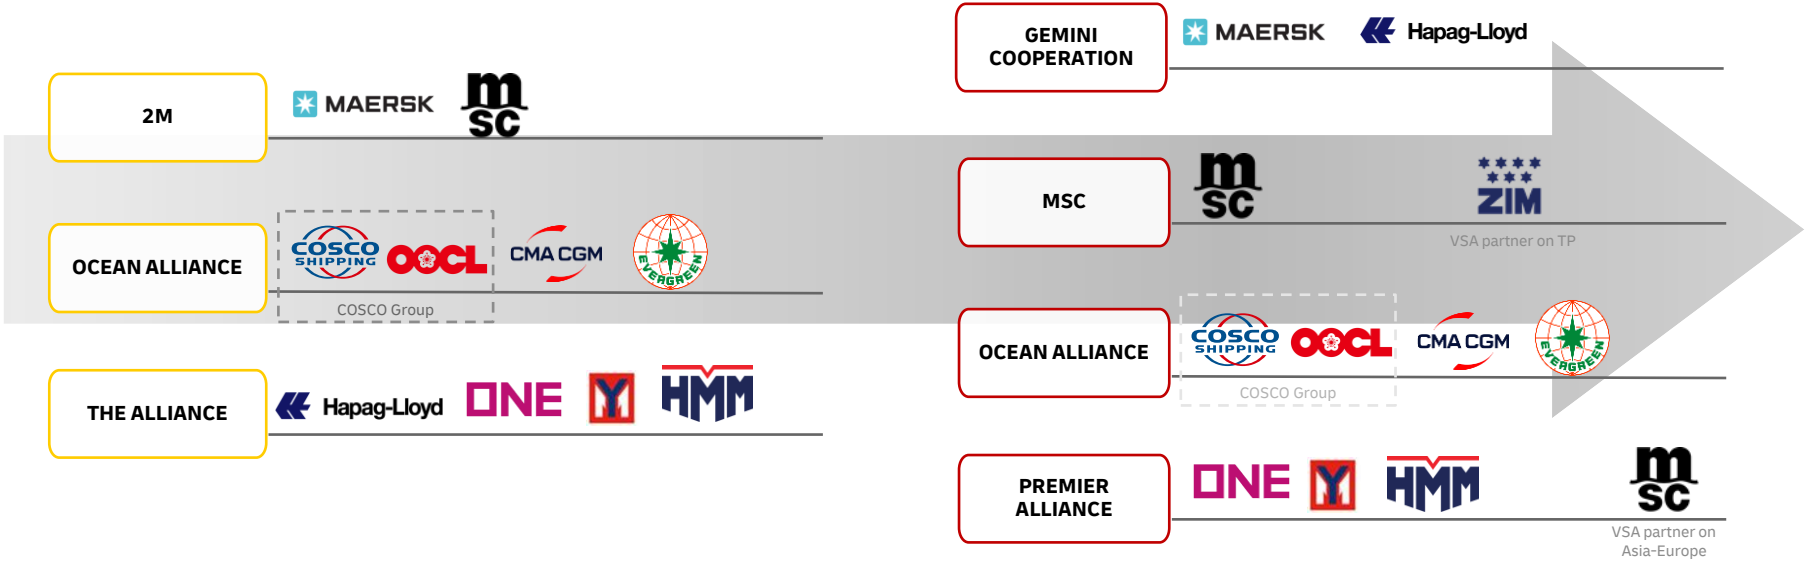 2M
MAERSK
msc
OCEAN ALLIANCE
COSCO
SHIPPING
OOCL
CMA CGM
EVERGREEN
COSCO Group
THE ALLIANCE
Hapag-Lloyd
ONE
YM
HMM
GEMINI
COOPERATION
MAERSK
Hapag-Lloyd
MSC
msc
ZIM
VSA partner on TP
OCEAN ALLIANCE
COSCO
SHIPPING
OOCL
CMA CGM
EVERGREEN
COSCO Group
PREMIER
ALLIANCE
ONE
YM
HMM
msc
VSA partner on
Asia-Europe